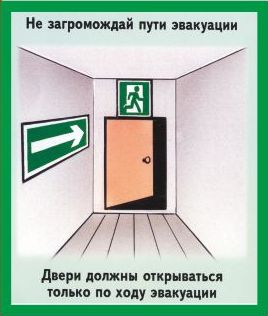 Не загромождай пути эвакуации
Двери должны открываться
только по ходу эвакуации